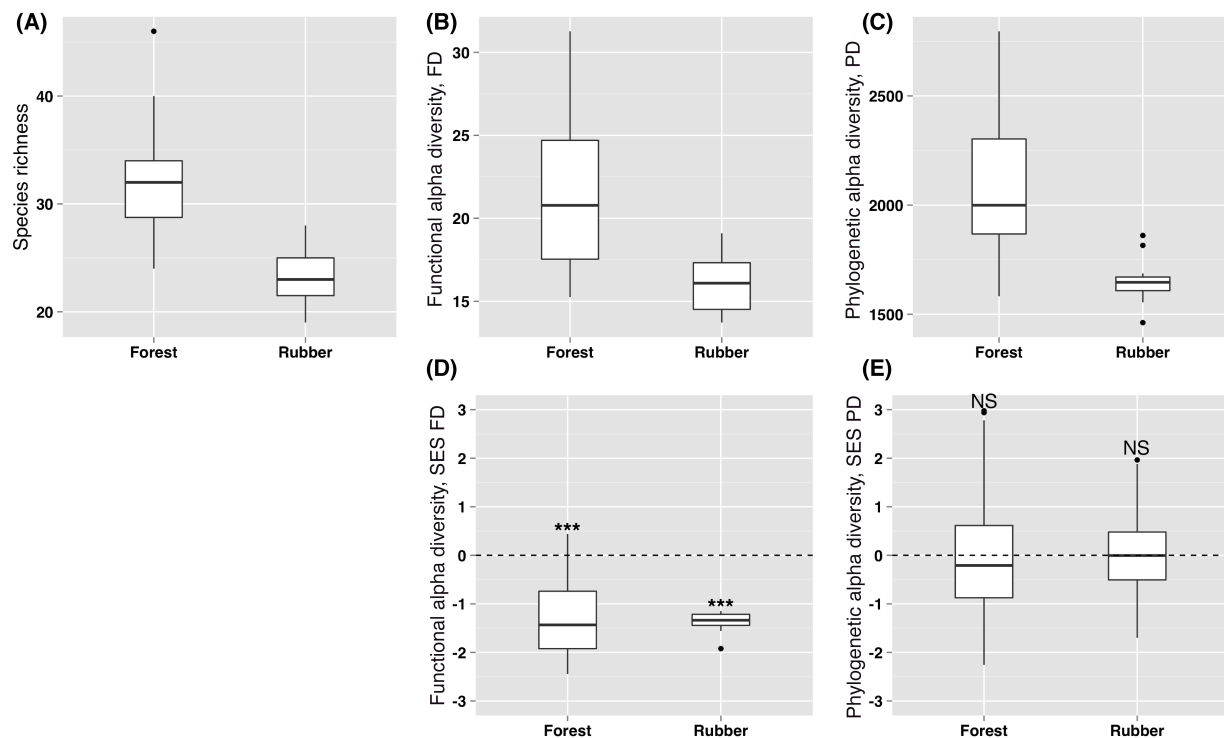 (A)
Species richness
40
30
20
Forest
Rubber
(B)
Functional alpha diversity, FD
30
25
20
15
Forest
Rubber
(C)
Phylogenetic alpha diversity, PD
2500
2000
1500
Forest
Rubber
(D)
Functional alpha diversity, SES FD
3
2
1
0
-1
-2
-3
***
***
Forest
Rubber
(E)
Phylogenetic alpha diversity, SES PD
3
2
1
0
-1
-2
-3
NS
NS
Forest
Rubber